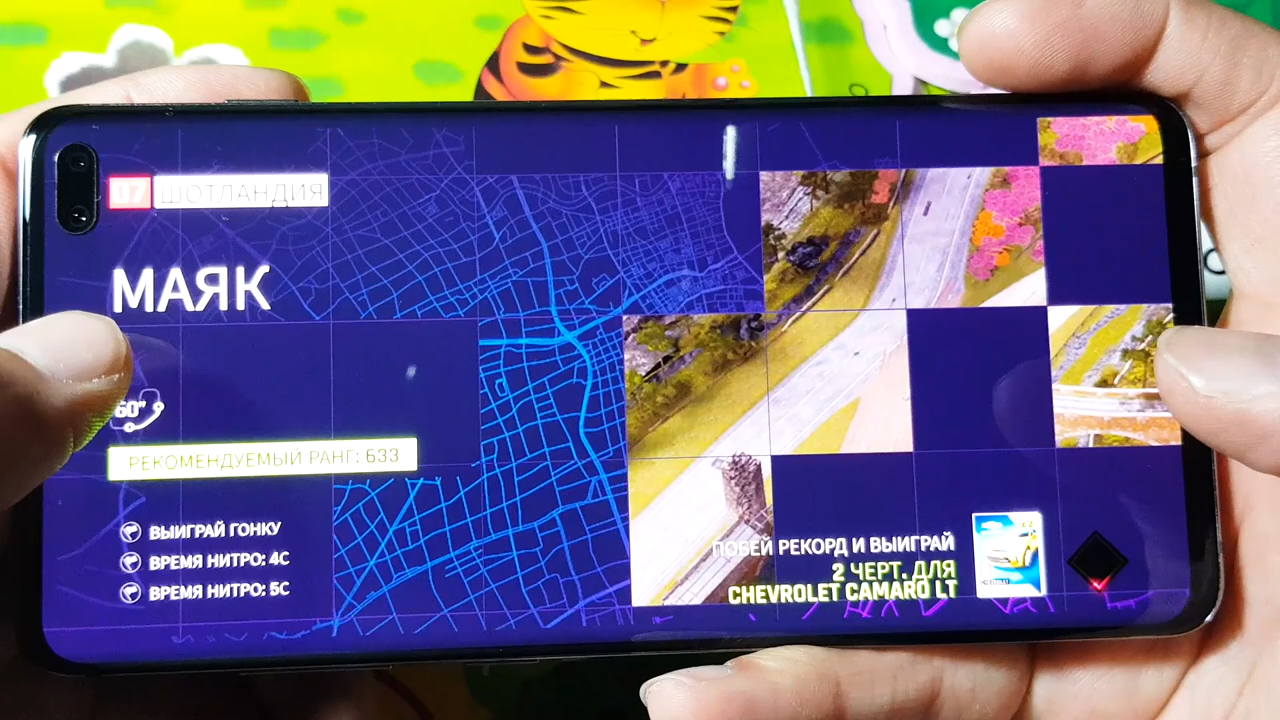 07 ШОТЛАНДИЯ
МАЯК
60"
РЕКОМЕНДУЕМЫЙ РАНГ: 633
ВЫИГРАЙ ГОНКУ
ВРЕМЯ НИТРО: 4С
ВРЕМЯ НИТРО: 5С
ПОБЕЙ РЕКОРД И ВЫИГРАЙ
2 ЧЕРТ. ДЛЯ
CHEVROLET CAMARO LT
x2